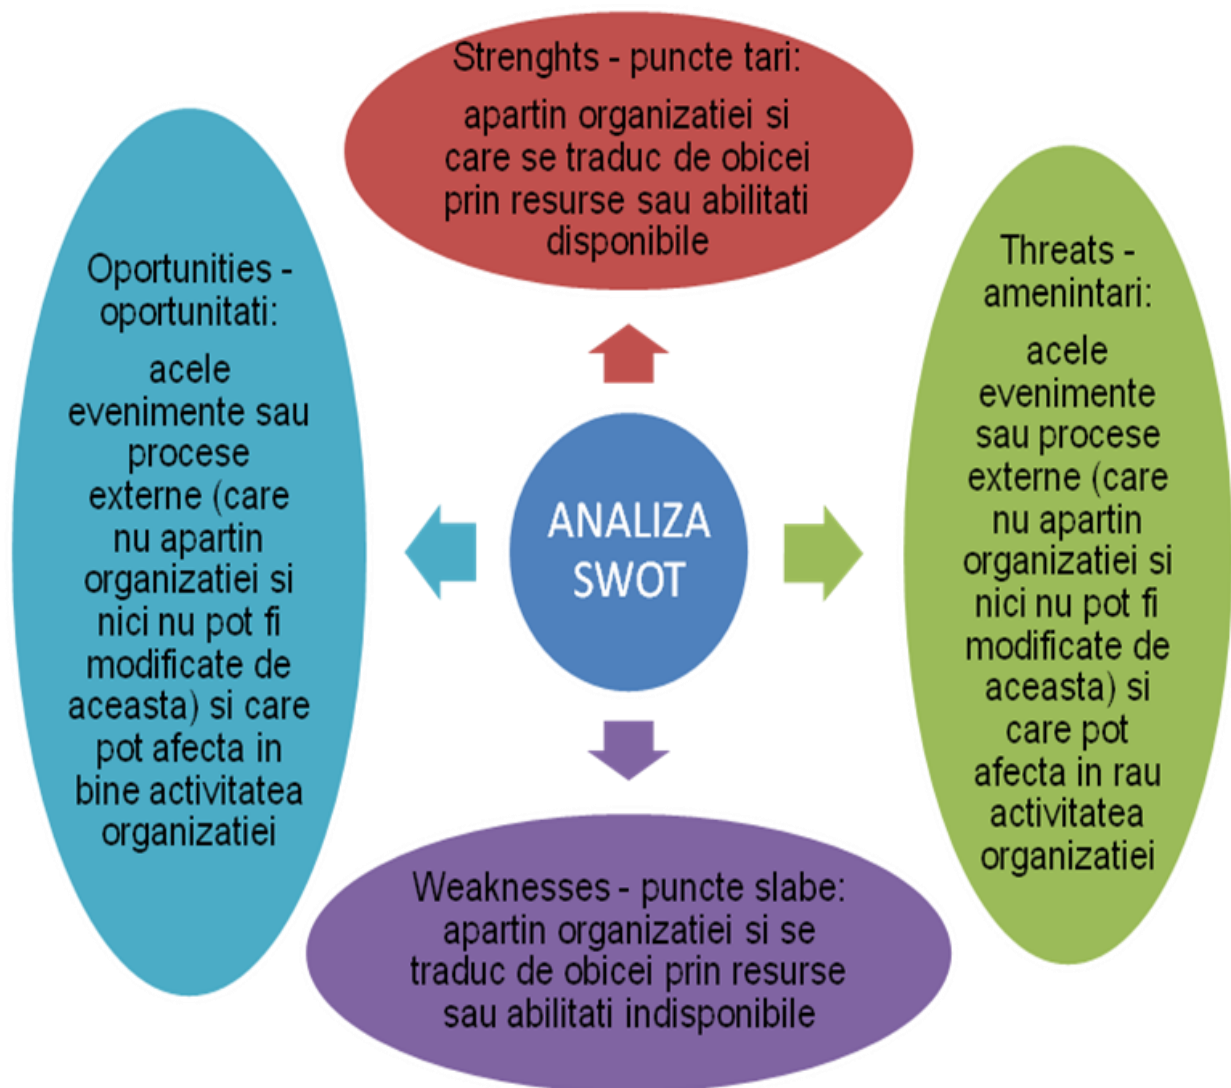 Strenghts - puncte tari:
apartin organizatiei si
care se traduc de obicei
prin resurse sau abilitati
disponibile
Oportunities -
oportunitati:
acele
evenimente sau
procese
externe (care
nu apartin
organizatiei si
nici nu pot fi
modificate de
aceasta) si care
pot afecta in
bine activitatea
organizatiei
ANALIZA
SWOT
Threats -
amenintari:
acele
evenimente
sau procese
externe (care
nu apartin
organizatiei si
nici nu pot fi
modificate de
aceasta) si
care pot
afecta in rau
activitatea
organizatiei
Weaknesses - puncte slabe:
apartin organizatiei si se
traduc de obicei prin resurse
sau abilitati indisponibile